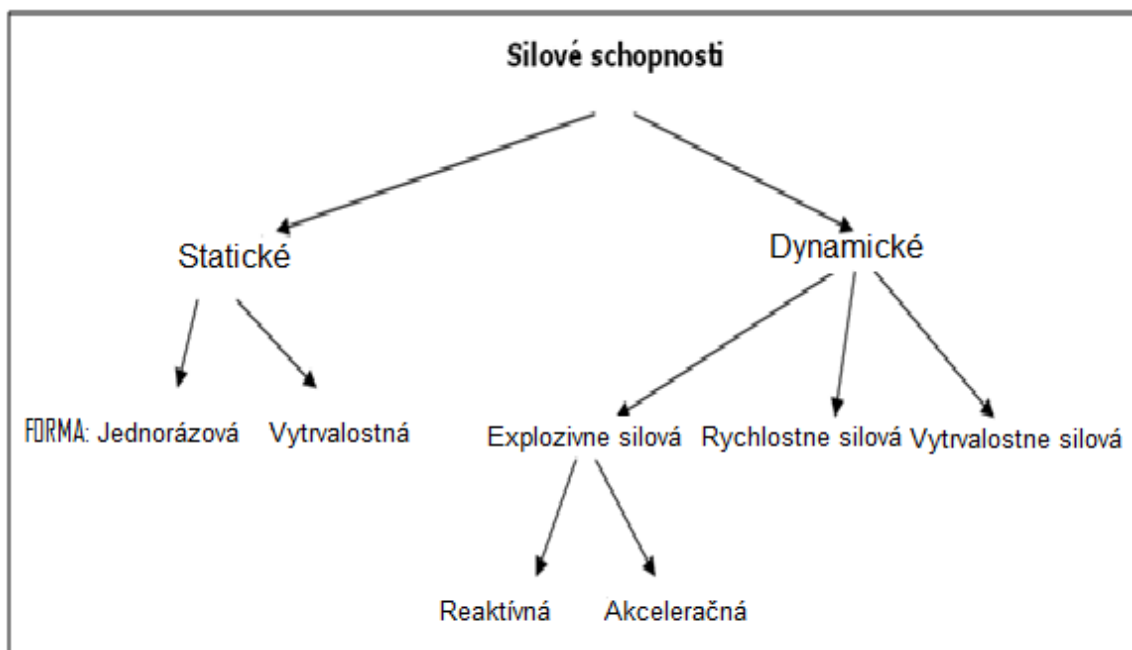 Silové schopnosti
Statické
Dynamické
FORMA: Jednorázová
Vytrvalostná
Explozivne silová
Rychlostne silová
Vytrvalostne silová
Reaktívná
Akceleračná